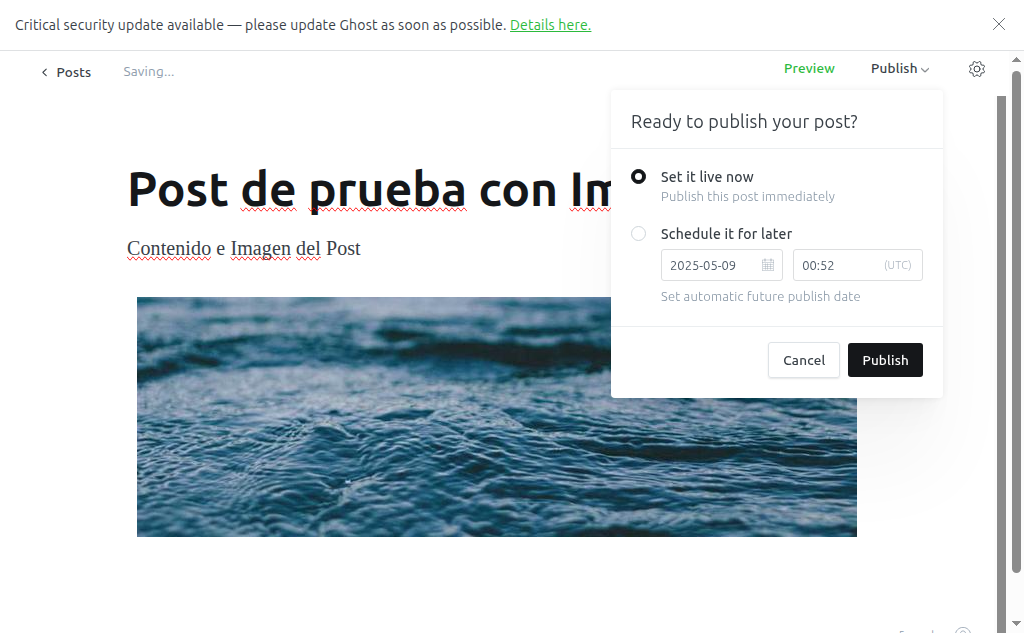 Critical security update available — please update Ghost as soon as possible. Details here.
Posts
Saving...
Preview
Publish
Ready to publish your post?
Set it live now
Publish this post immediately
Schedule it for later
2025-05-09
00:52
(UTC)
Set automatic future publish date
Cancel
Publish
Post de prueba con
Contenido e Imagen del Post